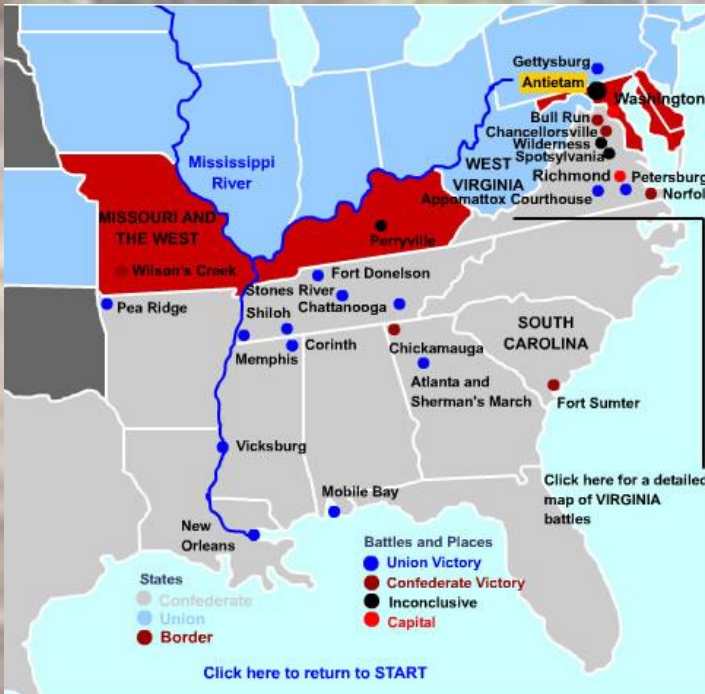 Gettysburg
Antietam
Washington
Bull Run
Chancellorsville
Wilderness
Spotsylvania
WEST
VIRGINIA
Richmond
Petersburg
Appomattox Courthouse
Norfol
Mississippi
River
MISSOURI AND
THE WEST
Perryville
Wilson's Creek
Fort Donelson
Stones River
Pea Ridge
Chattanooga
Shiloh
SOUTH
CAROLINA
Memphis
Corinth
Chickamauga
Atlanta and
Sherman's March
Fort Sumter
Vicksburg
Click here for a detailed
map of VIRGINIA
battles
Mobile Bay
New
Orleans
Battles and Places
Union Victory
Confederate Victory
Inconclusive
Capital
States
Confederate
Union
Border
Click here to return to START